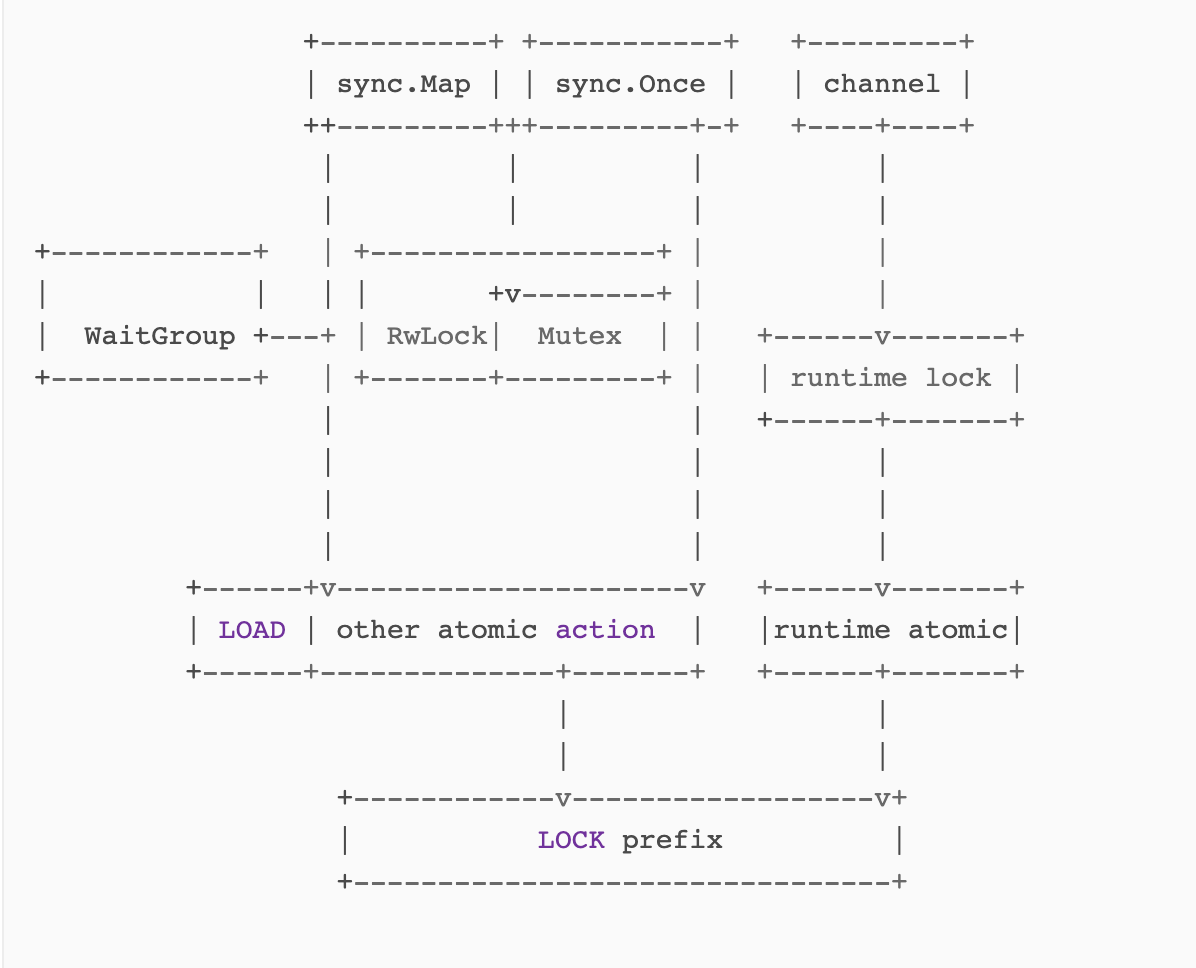 sync.Map sync.Once channel
WaitGroup RwLock Mutex
runtime lock
LOAD other atomic action runtime atomic
LOCK prefix